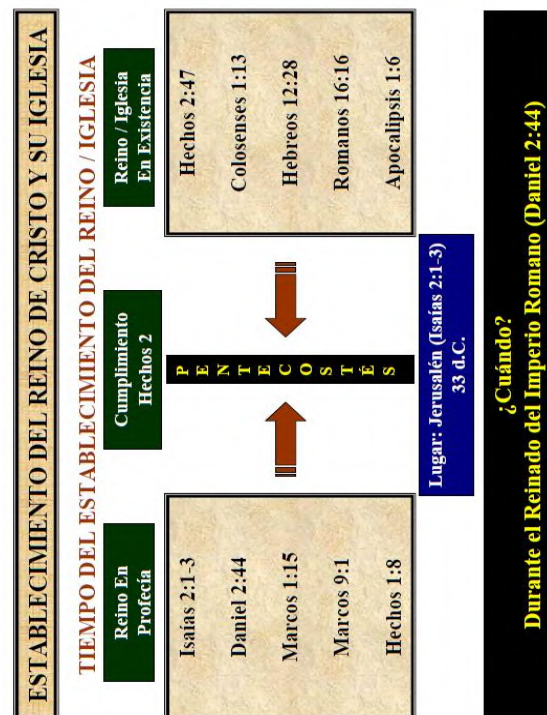 ESTABLECIMIENTO DEL REINO DE CRISTO Y SU IGLESIA
TIEMPO DEL ESTABLECIMIENTO DEL REINO / IGLESIA
Reino En
Profecía
Isaías 2:1-3
Daniel 2:44
Marcos 1:15
Marcos 9:1
Hechos 1:8
Cumplimiento
Hechos 2
PENTECOSTÉS
Reino / Iglesia
En Existencia
Hechos 2:47
Colosenses 1:13
Hebreos 12:28
Romanos 16:16
Apocalipsis 1:6
Lugar: Jerusalén (Isaías 2:1-3)
33 d.C.
¿Cuándo?
Durante el Reinado del Imperio Romano (Daniel 2:44)